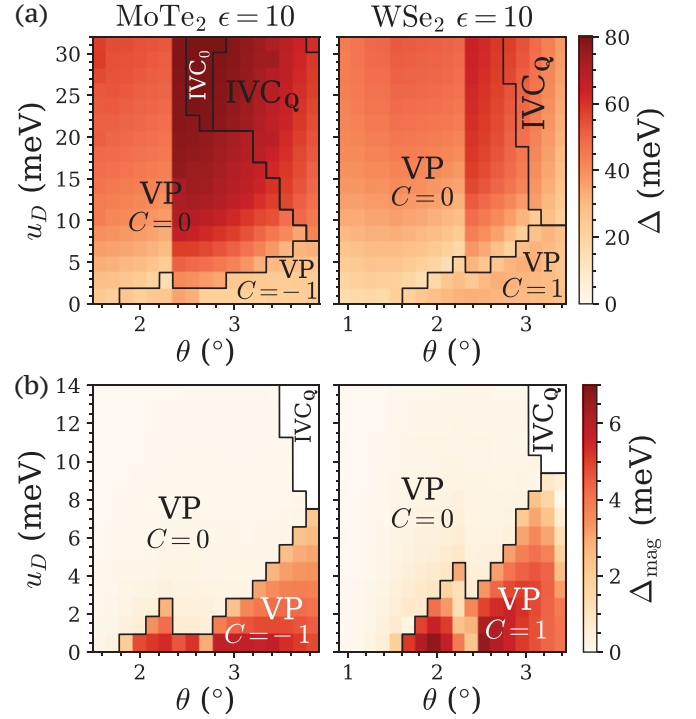 (a)
MoTe₂ ϵ = 10
WSe₂ ϵ = 10
30
25
20
15
10
5
0
u_D (meV)
IVC₀
IVC_Q
VP
C = 0
VP
C = −1
2
3
θ (°)
IVC_Q
VP
C = 0
VP
C = 1
1
2
3
θ (°)
80
60
40
20
0
Δ (meV)
(b)
14
12
10
8
6
4
2
0
u_D (meV)
IVC_Q
VP
C = 0
VP
C = −1
2
3
θ (°)
IVC_Q
VP
C = 0
VP
C = 1
1
2
3
θ (°)
6
4
2
0
Δ_mag (meV)